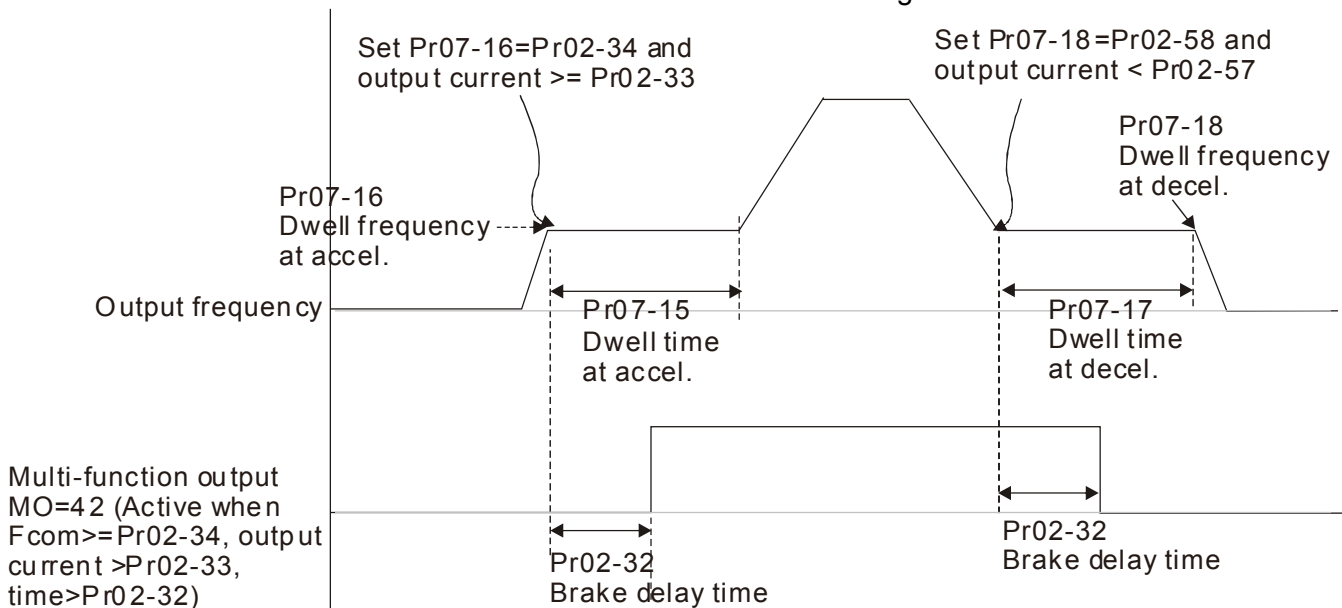 Set Pr07-16=Pr02-34 and
output current >= Pr02-33
Set Pr07-18=Pr02-58 and
output current < Pr02-57
Pr07-18
Dwell frequency
at decel.
Pr07-16
Dwell frequency
at accel.
Output frequency
Pr07-15
Dwell time
at accel.
Pr07-17
Dwell time
at decel.
Multi-function output
MO=42 (Active when
Fcom>=Pr02-34, output
current >Pr02-33,
time>Pr02-32)
Pr02-32
Brake delay time
Pr02-32
Brake delay time